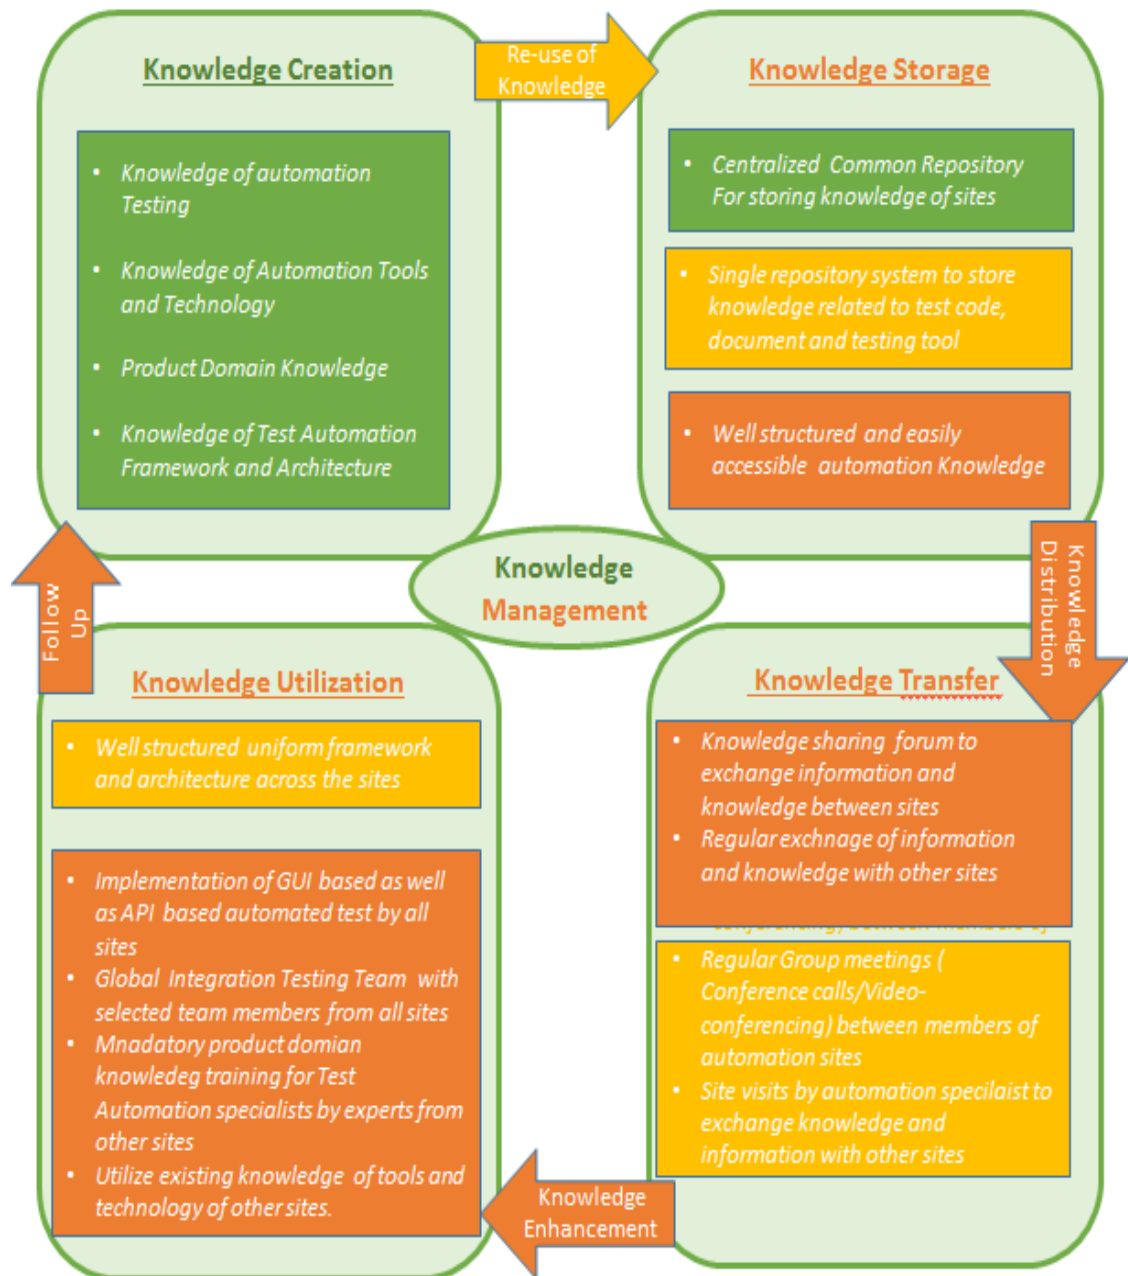 Knowledge Creation
• Knowledge of automation
Testing
• Knowledge of Automation Tools
and Technology
• Product Domain Knowledge
• Knowledge of Test Automation
Framework and Architecture
Re-use of
Knowledge
Knowledge Storage
• Centralized Common Repository
For storing knowledge of sites
• Single repository system to store
knowledge related to test code,
document and testing tool
• Well structured and easily
accessible automation Knowledge
Knowledge
Distribution
Knowledge
Management
Knowledge Transfer
• Knowledge sharing forum to
exchange information and
knowledge between sites
• Regular exchnage of information
and knowledge with other sites
conferencing) between members of
• Regular Group meetings (
Conference calls/Video-
conferencing) between members of
automation sites
• Site visits by automation specilaist to
exchange knowledge and
information with other sites
Knowledge
Enhancement
Knowledge Utilization
• Well structured uniform framework
and architecture across the sites
• Implementation of GUI based as well
as API based automated test by all
sites
• Global Integration Testing Team with
selected team members from all sites
• Mnadatory product domian
knowledeg training for Test
Automation specialists by experts from
other sites
• Utilize existing knowledge of tools and
technology of other sites.
Follow
Up